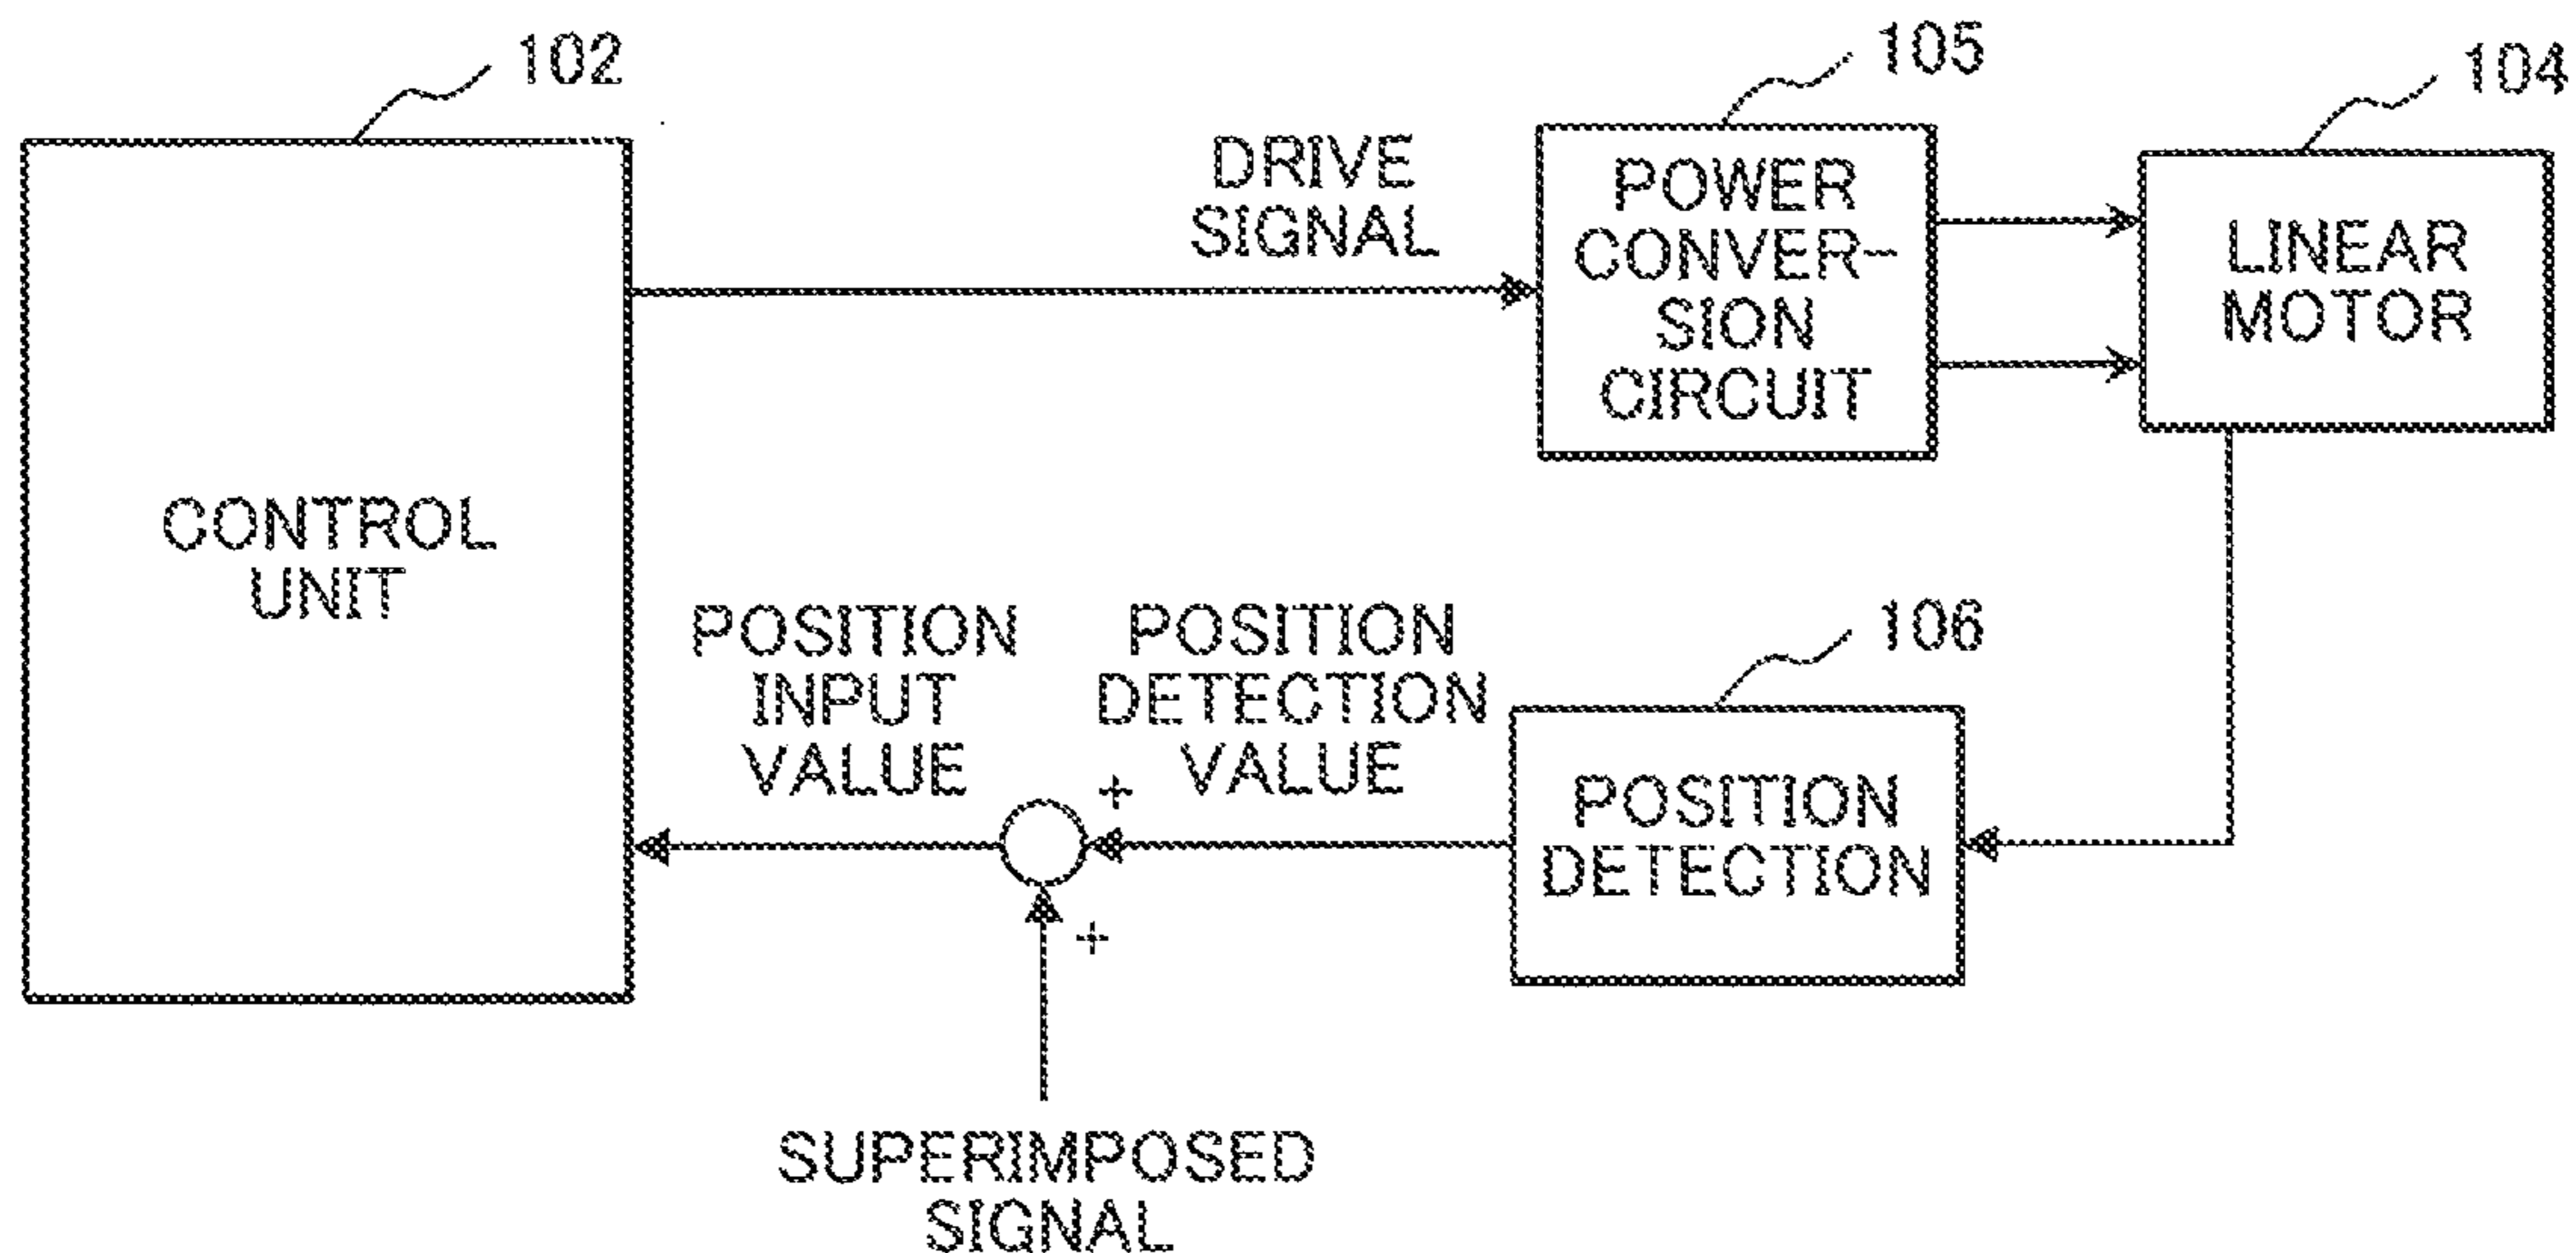 102
105
104
DRIVE
SIGNAL
POWER
CONVER-
SION
CIRCUIT
LINEAR
MOTOR
CONTROL
UNIT
POSITION
INPUT
VALUE
POSITION
DETECTION
VALUE
106
POSITION
DETECTION
+
+
SUPERIMPOSED
SIGNAL